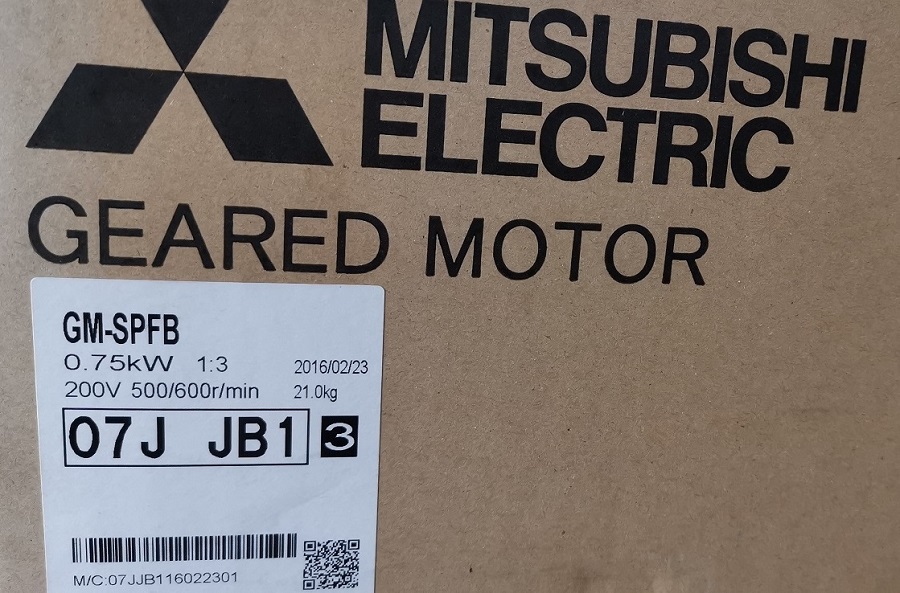 MITSUBISHI
ELECTRIC
GEARED MOTOR
GM-SPFB
0.75kW 1:3 2016/02/23
200V 500/600r/min 21.0kg
07J JB1 3
M/C:07JJB116022301